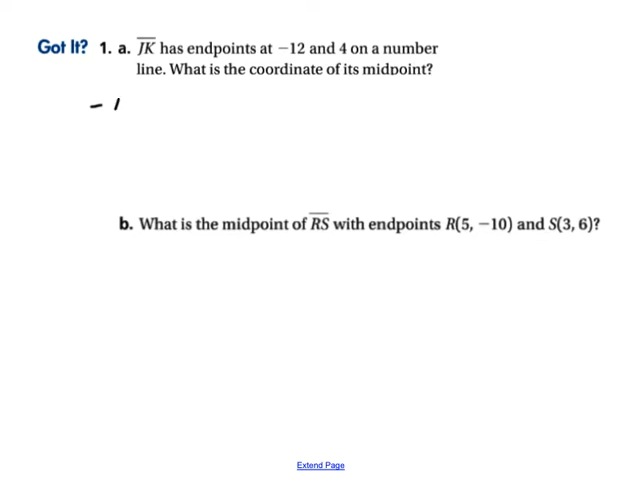 Got It? 1. a. JK has endpoints at −12 and 4 on a number
line. What is the coordinate of its midpoint?
− 1
b. What is the midpoint of RS with endpoints R(5, −10) and S(3, 6)?
Extend Page